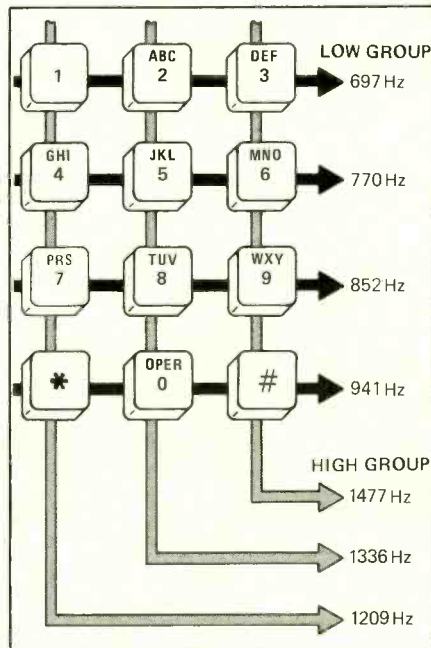 LOW GROUP
1
ABC
2
DEF
3
697 Hz
GHI
4
JKL
5
MNO
6
770 Hz
PRS
7
TUV
8
WXY
9
852 Hz
*
OPER
0
#
941 Hz
HIGH GROUP
1477 Hz
1336 Hz
1209 Hz